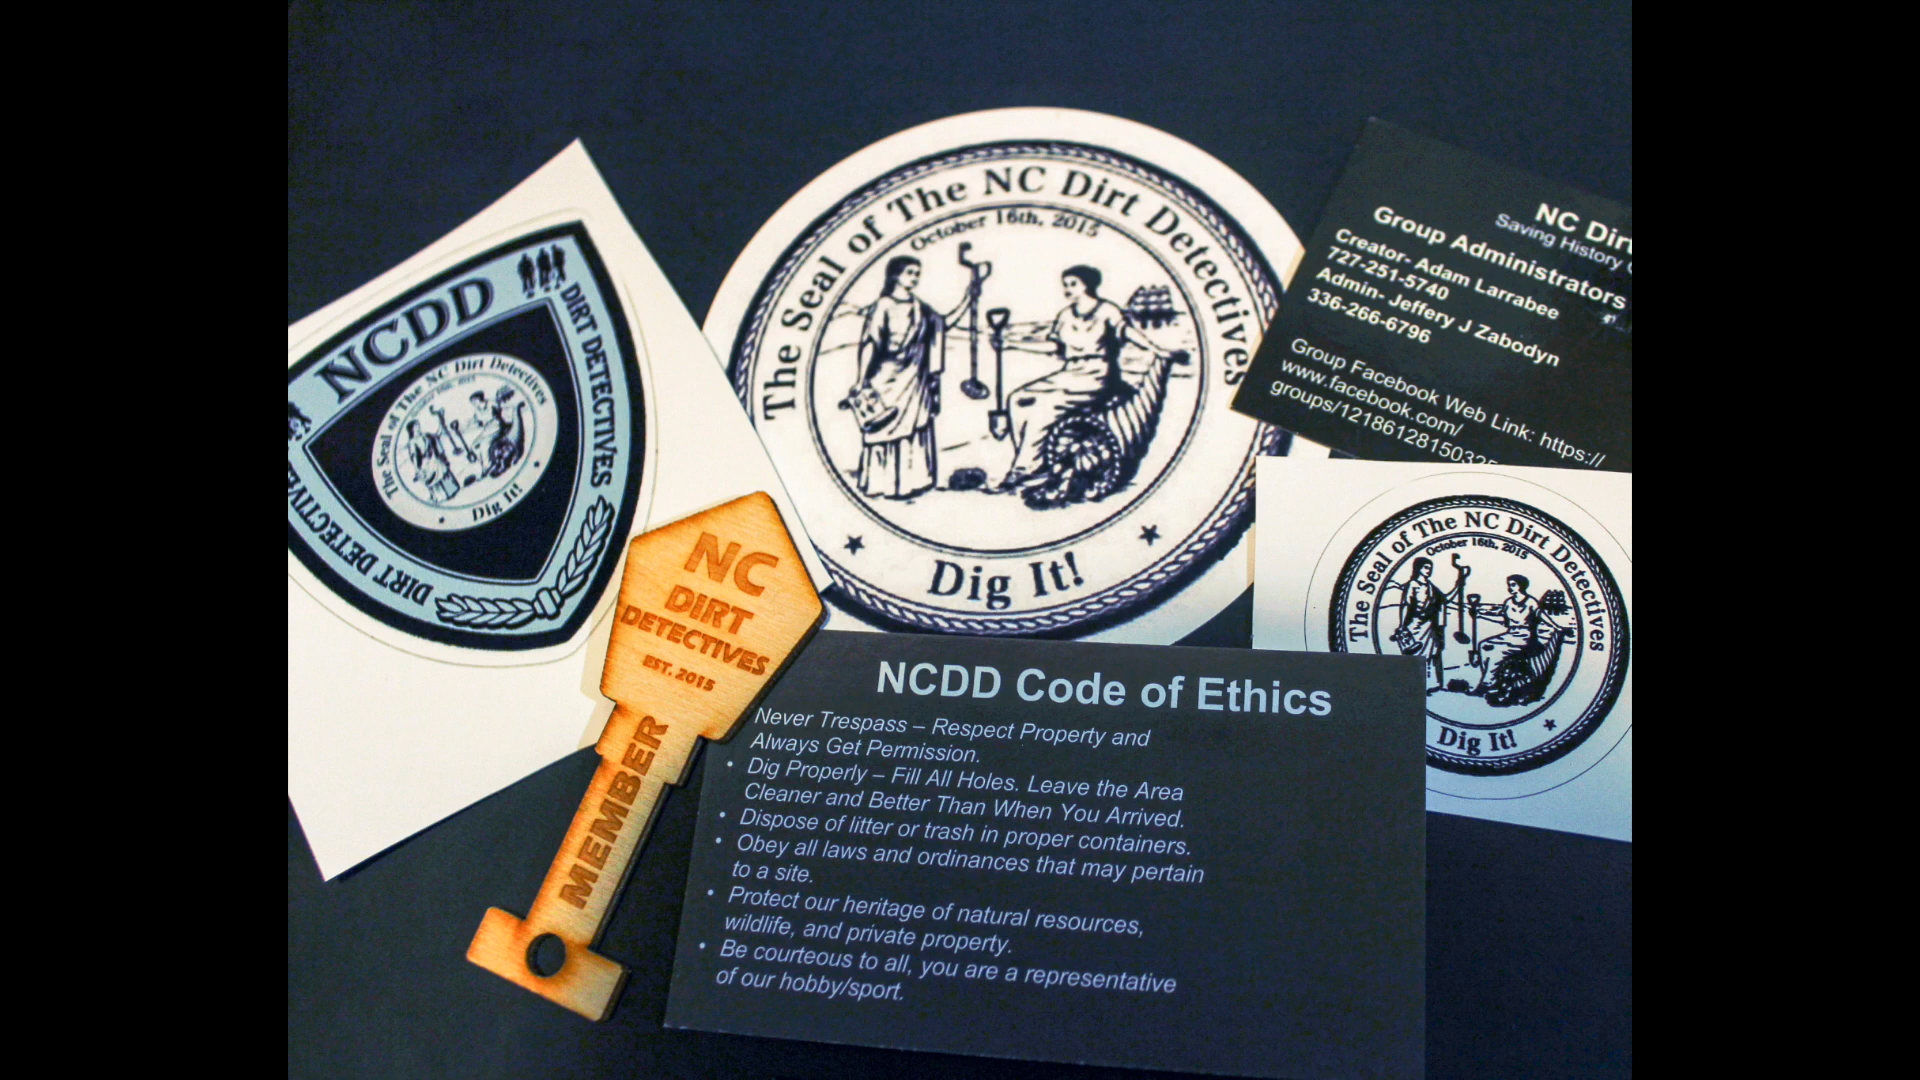 NCDD
DIRT DETECTIVES
DIRT DETECTIVES
The Seal of The NC Dirt Detectives
Dig It!
The Seal of The NC Dirt Detectives
October 16th, 2015
Dig It!
NC
Saving History
Group Administrators
Creator- Adam Larrabee
727-251-5740
Admin- Jeffery J Zabodyn
336-266-6796
Group Facebook Web Link: https://
www.facebook.com/
The Seal of The NC Dirt Detectives
October 16th, 2015
Dig It!
NC
DIRT
DETECTIVES
EST. 2015
MEMBER
NCDD Code of Ethics
Never Trespass – Respect Property and
Always Get Permission.
• Dig Properly – Fill All Holes. Leave the Area
Cleaner and Better Than When You Arrived.
• Dispose of litter or trash in proper containers.
• Obey all laws and ordinances that may pertain
to a site.
• Protect our heritage of natural resources,
wildlife, and private property.
• Be courteous to all, you are a representative
of our hobby/sport.